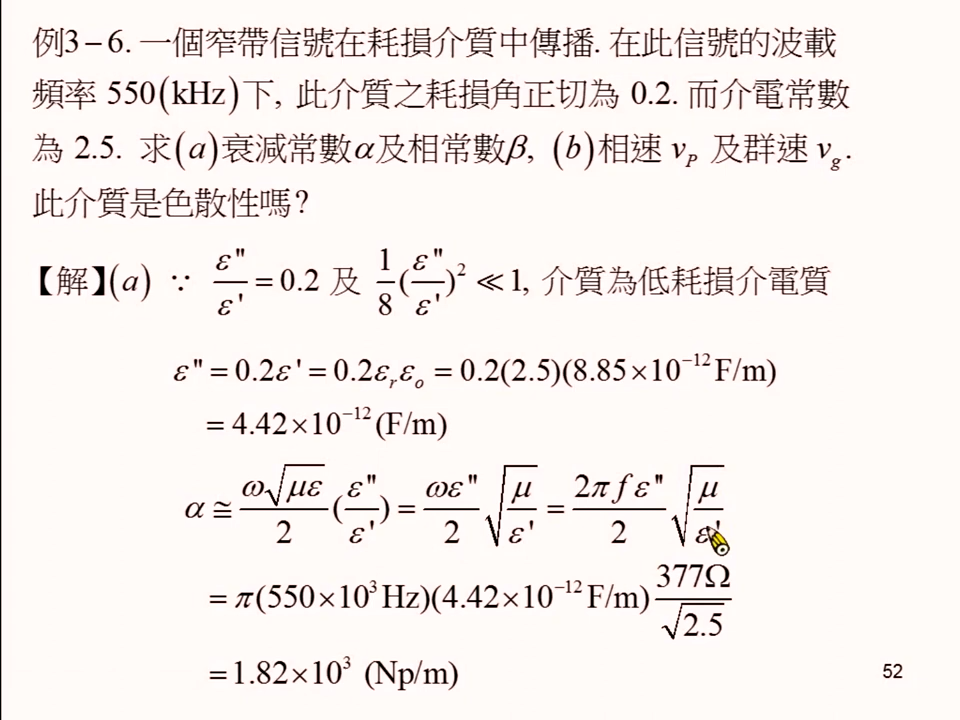 例3－6. 一個窄帶信號在耗損介質中傳播. 在此信號的波載
頻率 550(kHz)下, 此介質之耗損角正切為 0.2. 而介電常數
為 2.5. 求(a)衰減常數α及相常數β, (b)相速 v_P 及群速 v_g.
此介質是色散性嗎?
【解】(a) ∵ ε''/ε' = 0.2 及 1/8(ε''/ε')² ≪ 1, 介質為低耗損介電質
ε'' = 0.2ε' = 0.2ε_rε_o = 0.2(2.5)(8.85×10⁻¹²F/m)
= 4.42×10⁻¹²(F/m)
α ≅ ω√με/2 (ε''/ε') = ωε''/2 √(μ/ε') = 2πfε''/2 √(μ/ε')
= π(550×10³Hz)(4.42×10⁻¹²F/m) 377Ω/√2.5
= 1.82×10³ (Np/m)
52